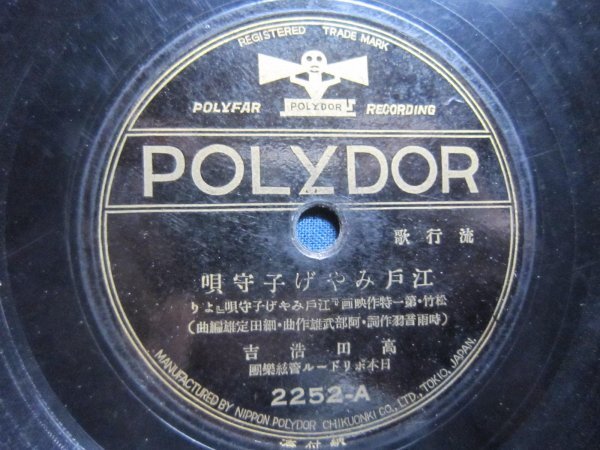 REGISTERED TRADE MARK
POLYFAR POLYDOR RECORDING
POLYDOR
流行歌
江戸みやげ子守唄
松竹・第一特作映画『江戸みやげ子守唄』より
(時雨音羽作詞・阿部武雄作曲・細田定雄編曲)
高田浩吉
日本ポリドール管絃樂團
2252-A
MANUFACTURED BY NIPPON POLYDOR CHIKUONKI CO., LTD., TOKYO, JAPAN.